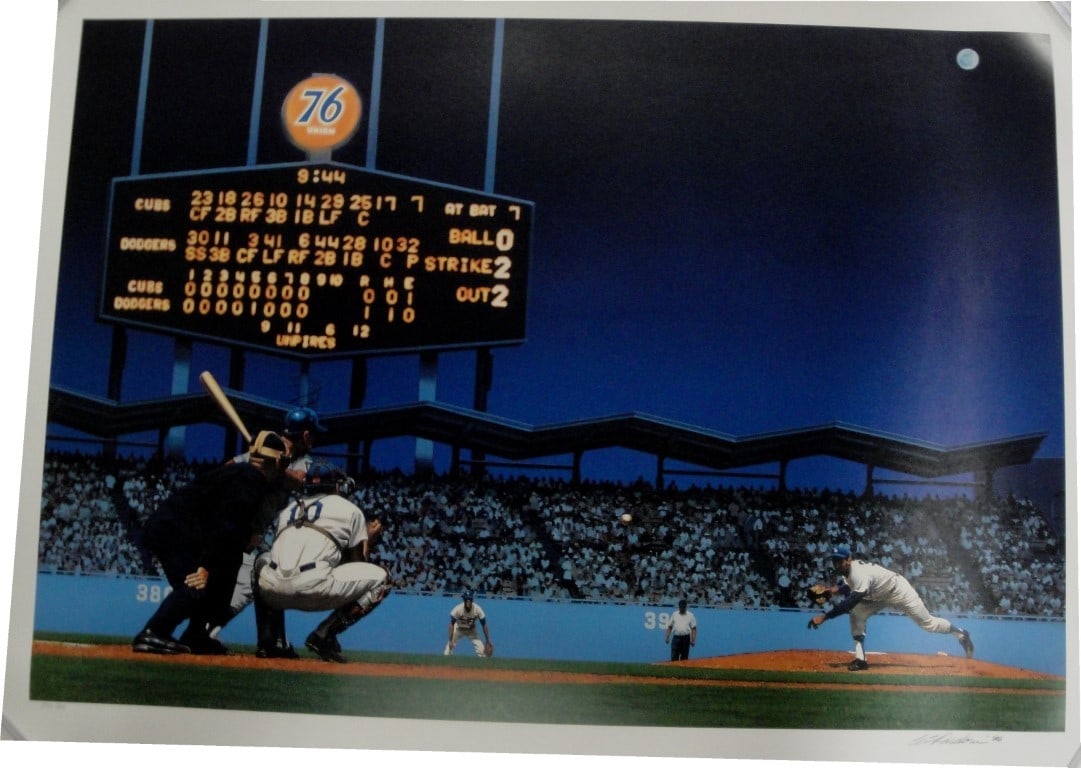 76
UNION
9:44
CUBS 23 18 26 10 14 29 25 17 7 AT BAT 7
CF 2B RF 3B 1B LF C
BALL 0
DODGERS 30 11 3 41 6 44 28 10 32
SS 3B CF LF RF 2B 1B C P STRIKE 2
1 2 3 4 5 6 7 8 9 10 R H E
CUBS 0 0 0 0 0 0 0 0 0 0 1 OUT 2
DODGERS 0 0 0 0 1 0 0 0 1 1 0
9 11 6 12
UMPIRES
10
38
39